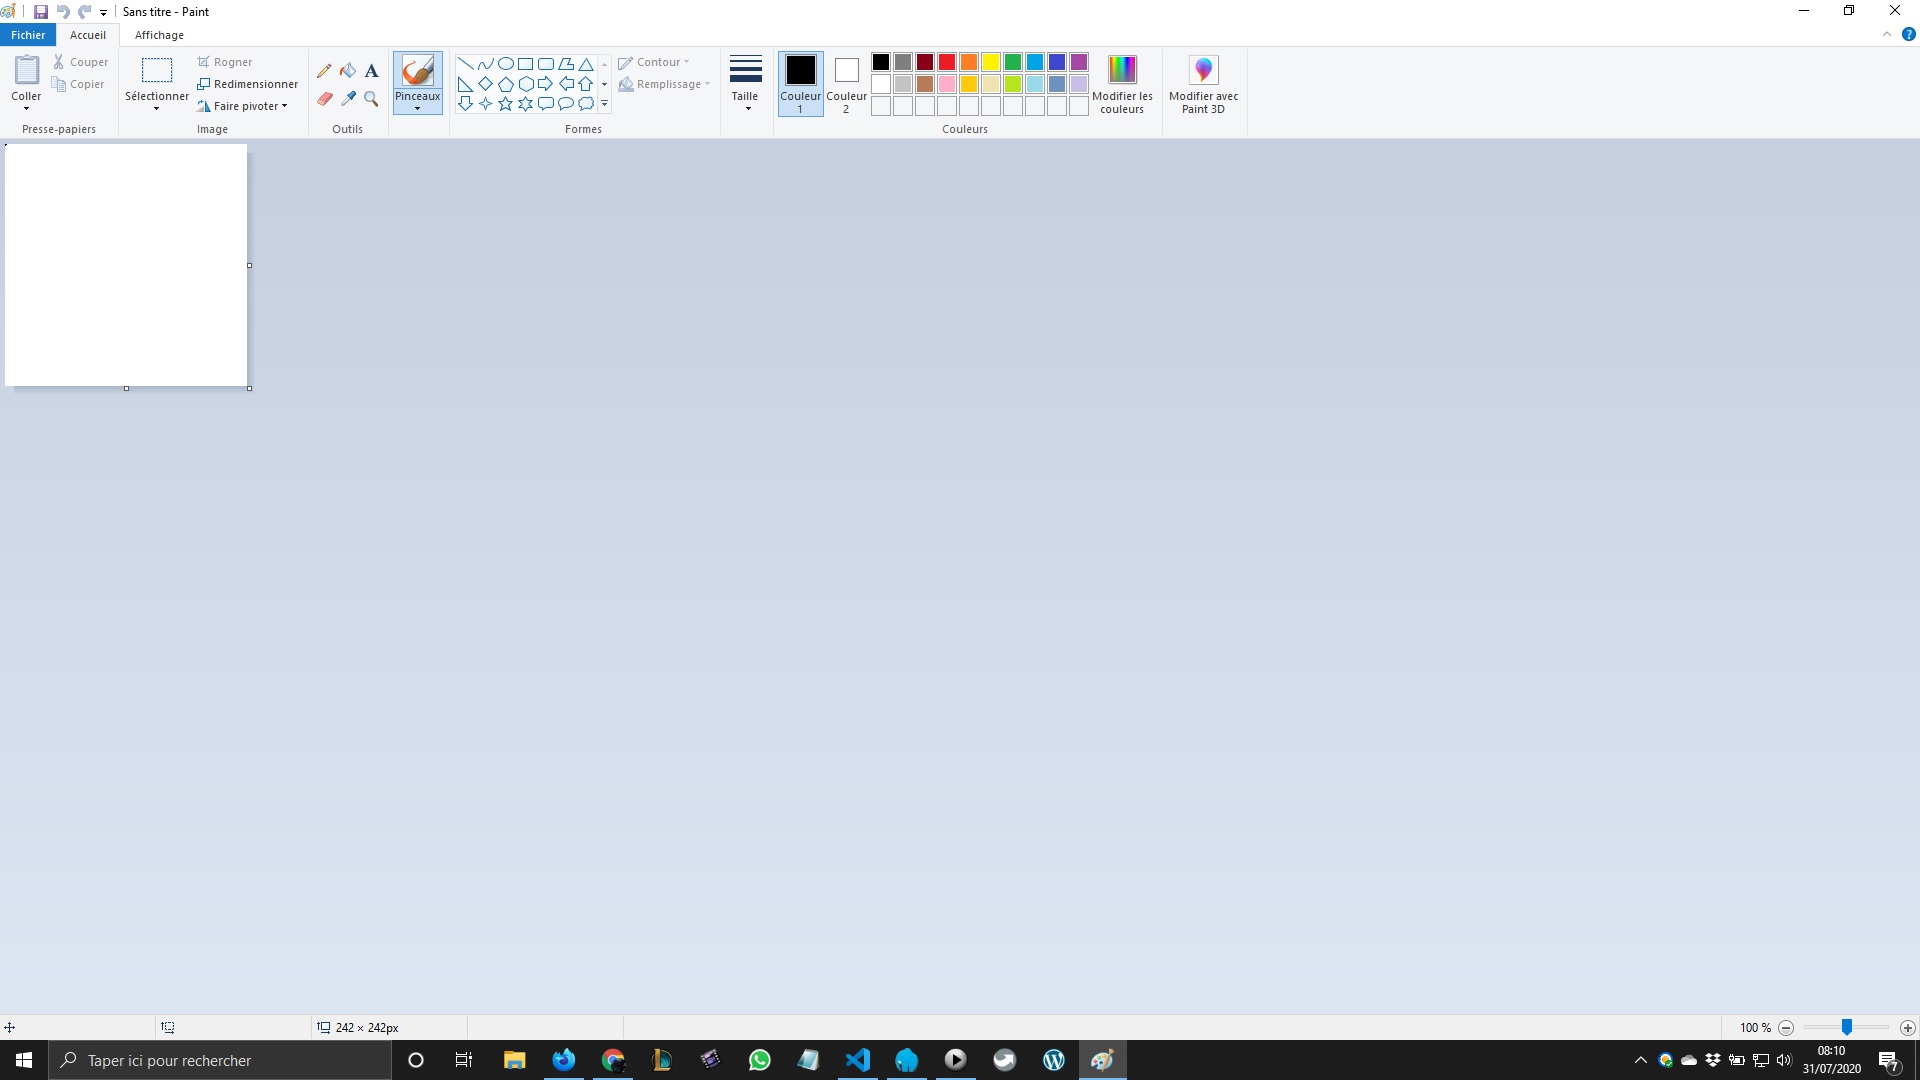 Sans titre - Paint
Fichier Accueil Affichage
Coller
Couper
Copier
Presse-papiers
Sélectionner
Rogner
Redimensionner
Faire pivoter
Image
A
Outils
Pinceaux
Contour
Remplissage
Formes
Taille
Couleur
1
Couleur
2
Modifier les
couleurs
Couleurs
Modifier avec
Paint 3D
242 × 242px
100 %
Taper ici pour rechercher
08:10
31/07/2020
7